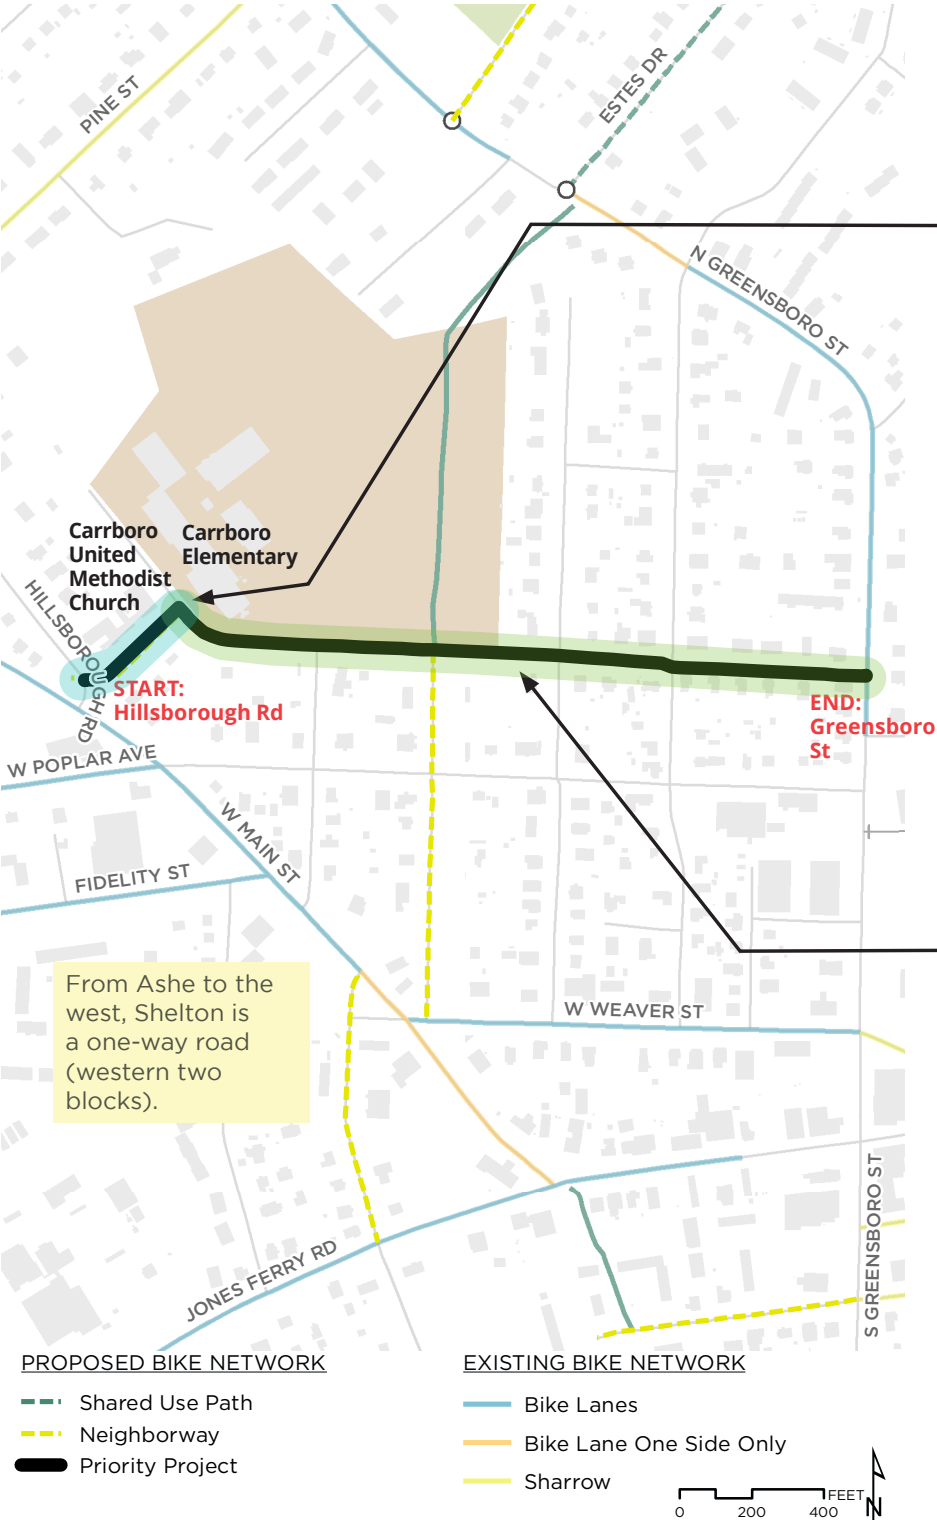 PINE ST
ESTES DR
N GREENSBORO ST
Carrboro
United
Methodist
Church
Carrboro
Elementary
HILLSBOROUGH RD
START:
Hillsborough Rd
END:
Greensboro
St
W POPLAR AVE
W MAIN ST
FIDELITY ST
From Ashe to the
west, Shelton is
a one-way road
(western two
blocks).
W WEAVER ST
JONES FERRY RD
S GREENSBORO ST
PROPOSED BIKE NETWORK
Shared Use Path
Neighborway
Priority Project
EXISTING BIKE NETWORK
Bike Lanes
Bike Lane One Side Only
Sharrow
FEET
0 200 400
N